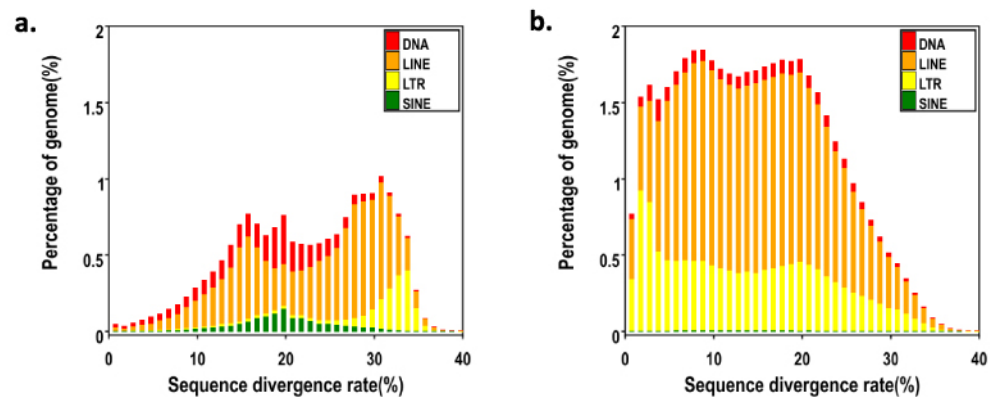 a.
2
1.5
1
0.5
0
Percentage of genome(%)
DNA
LINE
LTR
SINE
0 10 20 30 40
Sequence divergence rate(%)
b.
2
1.5
1
0.5
0
Percentage of genome(%)
DNA
LINE
LTR
SINE
0 10 20 30 40
Sequence divergence rate(%)